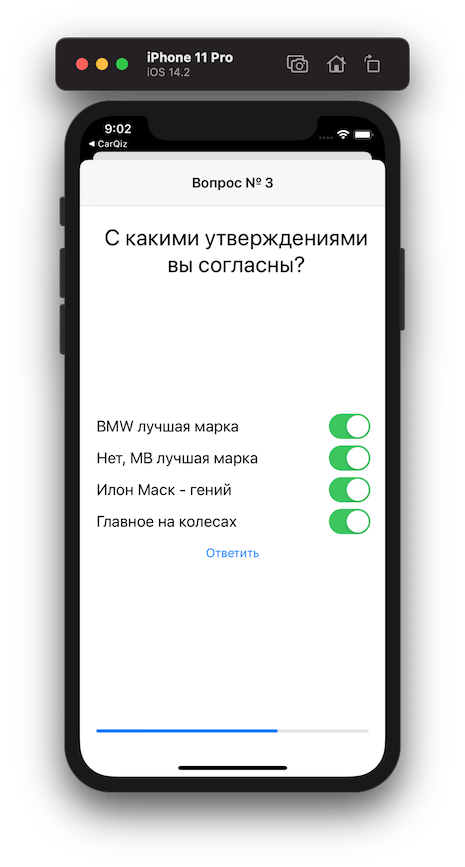 iPhone 11 Pro
iOS 14.2
9:02
◀ CarQiz
Вопрос № 3
С какими утверждениями
вы согласны?
BMW лучшая марка
Нет, MB лучшая марка
Илон Маск - гений
Главное на колесах
Ответить